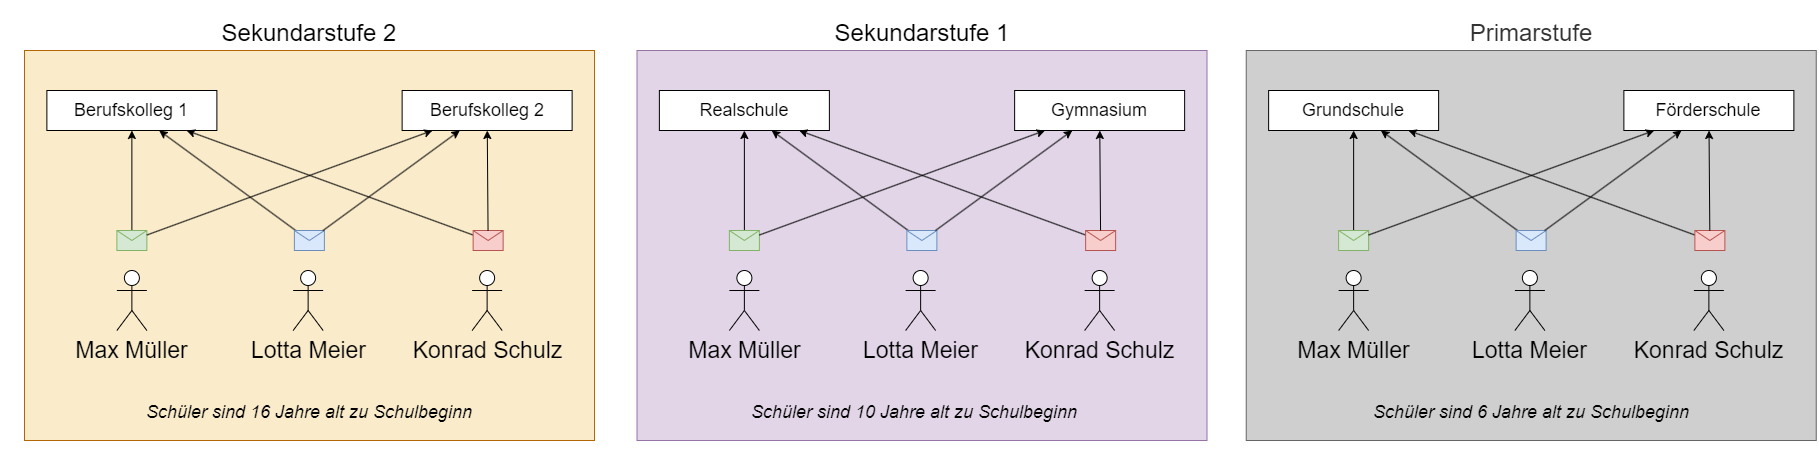 Sekundarstufe 2
Berufskolleg 1
Berufskolleg 2
Max Müller
Lotta Meier
Konrad Schulz
Schüler sind 16 Jahre alt zu Schulbeginn
Sekundarstufe 1
Realschule
Gymnasium
Max Müller
Lotta Meier
Konrad Schulz
Schüler sind 10 Jahre alt zu Schulbeginn
Primarstufe
Grundschule
Förderschule
Max Müller
Lotta Meier
Konrad Schulz
Schüler sind 6 Jahre alt zu Schulbeginn